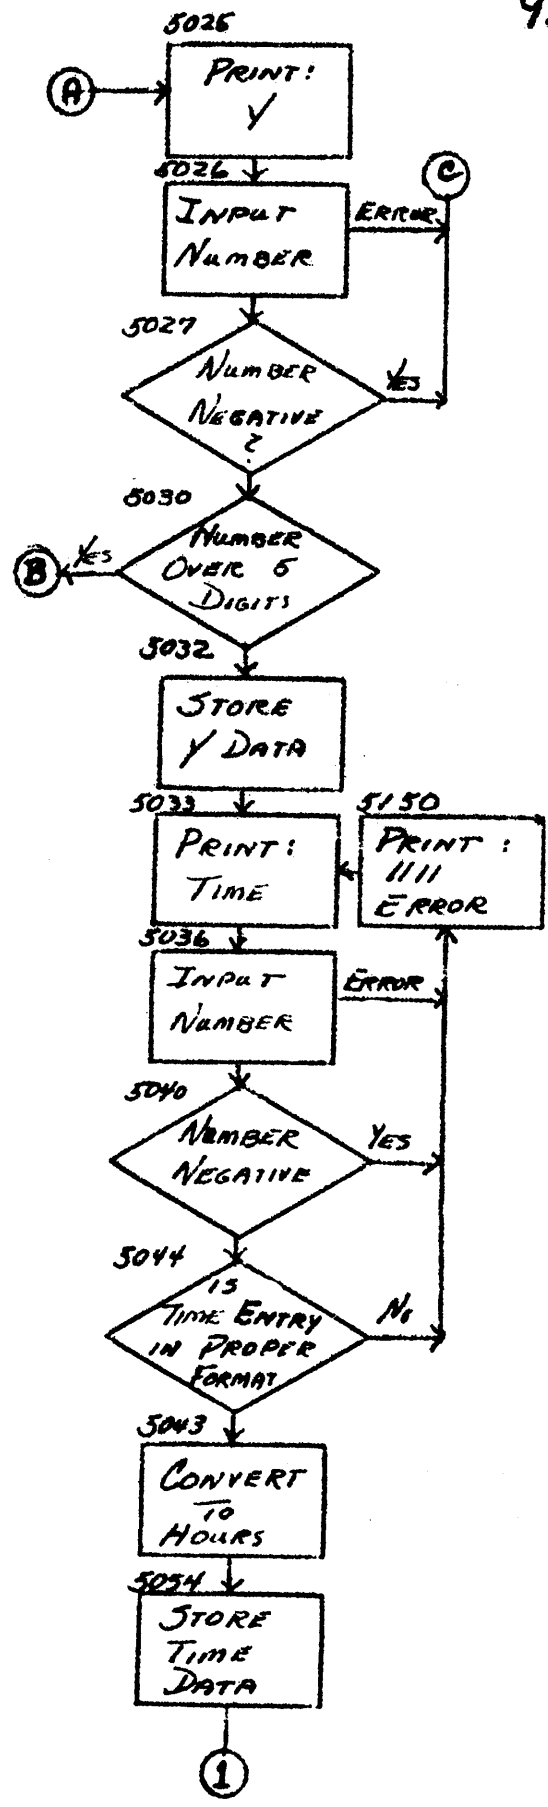 5025
A
PRINT:
Y
5026
C
INPUT
NUMBER
ERROR
5027
NUMBER
NEGATIVE
?
YES
5030
B
YES
NUMBER
OVER 5
DIGITS
5032
STORE
Y DATA
5033
PRINT:
TIME
5150
PRINT:
1111
ERROR
5036
INPUT
NUMBER
ERROR
5040
NUMBER
NEGATIVE
YES
5044
IS
TIME ENTRY
IN PROPER
FORMAT
NO
5043
CONVERT
TO
HOURS
5054
STORE
TIME
DATA
1